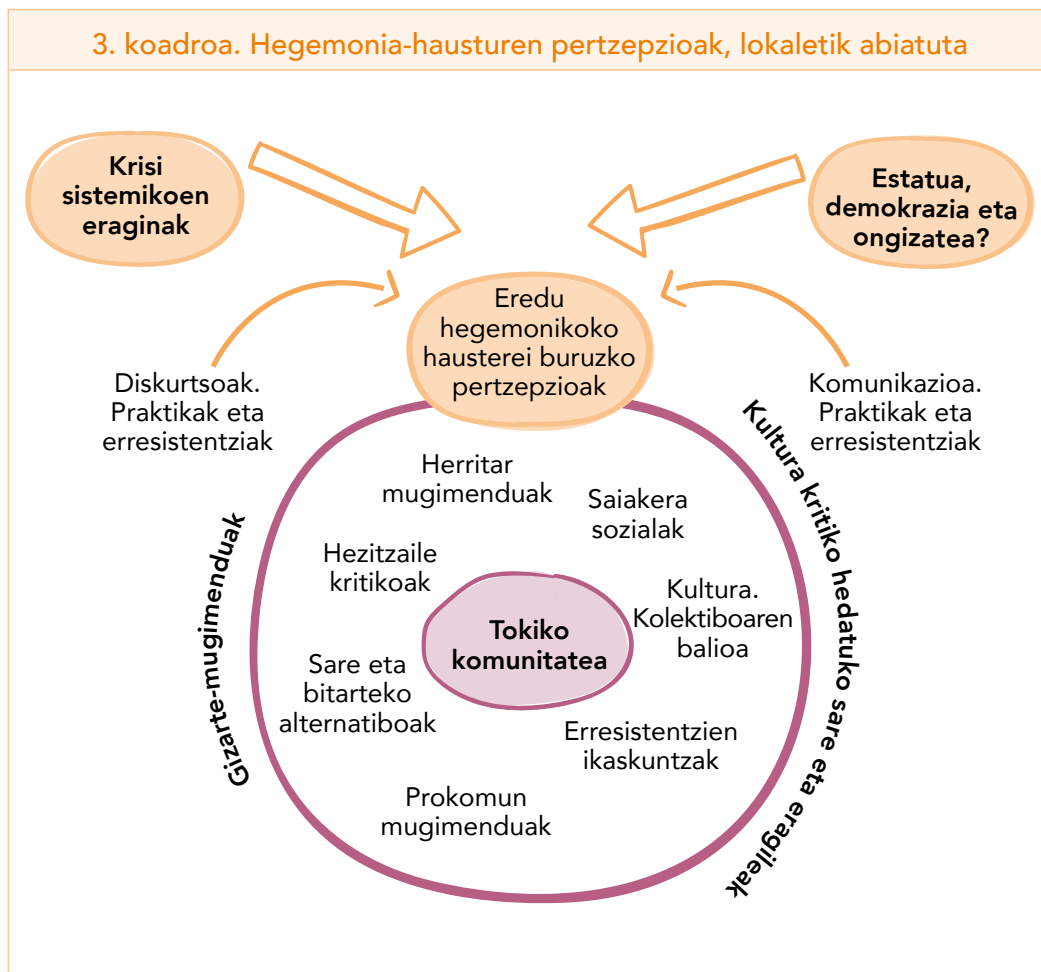 3. koadroa. Hegemonia-hausturen pertzepzioak, lokaletik abiatuta
Krisi
sistemikoen
eraginak
Estatua,
demokrazia eta
ongizatea?
Eredu
hegemonikoko
hausterei buruzko
pertzepzioak
Diskurtsoak.
Praktikak eta
erresistentziak
Komunikazioa.
Praktikak eta
erresistentziak
Gizarte-mugimenduak
Kultura kritiko hedatuko sare eta eragileak
Herritar
mugimenduak
Saiakera
sozialak
Hezitzaile
kritikoak
Kultura.
Kolektiboaren
balioa
Tokiko
komunitatea
Sare eta
bitarteko
alternatiboak
Erresistentzien
ikaskuntzak
Prokomun
mugimenduak